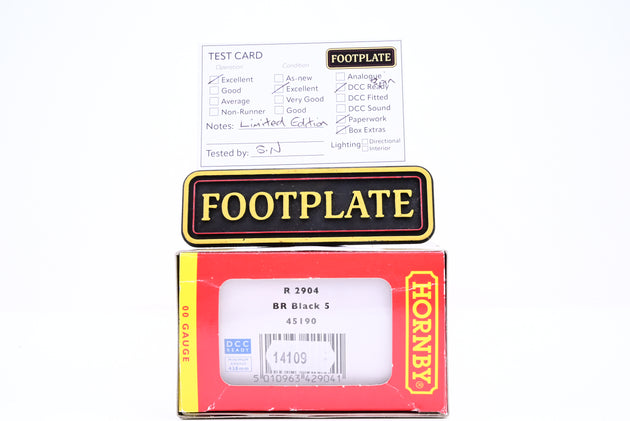 TEST CARD
FOOTPLATE
Operation
Condition
Excellent
Good
Average
Non-Runner
As-new
Excellent
Very Good
Good
Analogue
8pin
DCC Ready
DCC Fitted
DCC Sound
Paperwork
Box Extras
Notes: Limited Edition
Tested by: S.N
Lighting
Directional
Interior
FOOTPLATE
00 GAUGE
R 2904
BR Black 5
45190
DCC
READY
14109
5 010963 429041
HORNBY
®